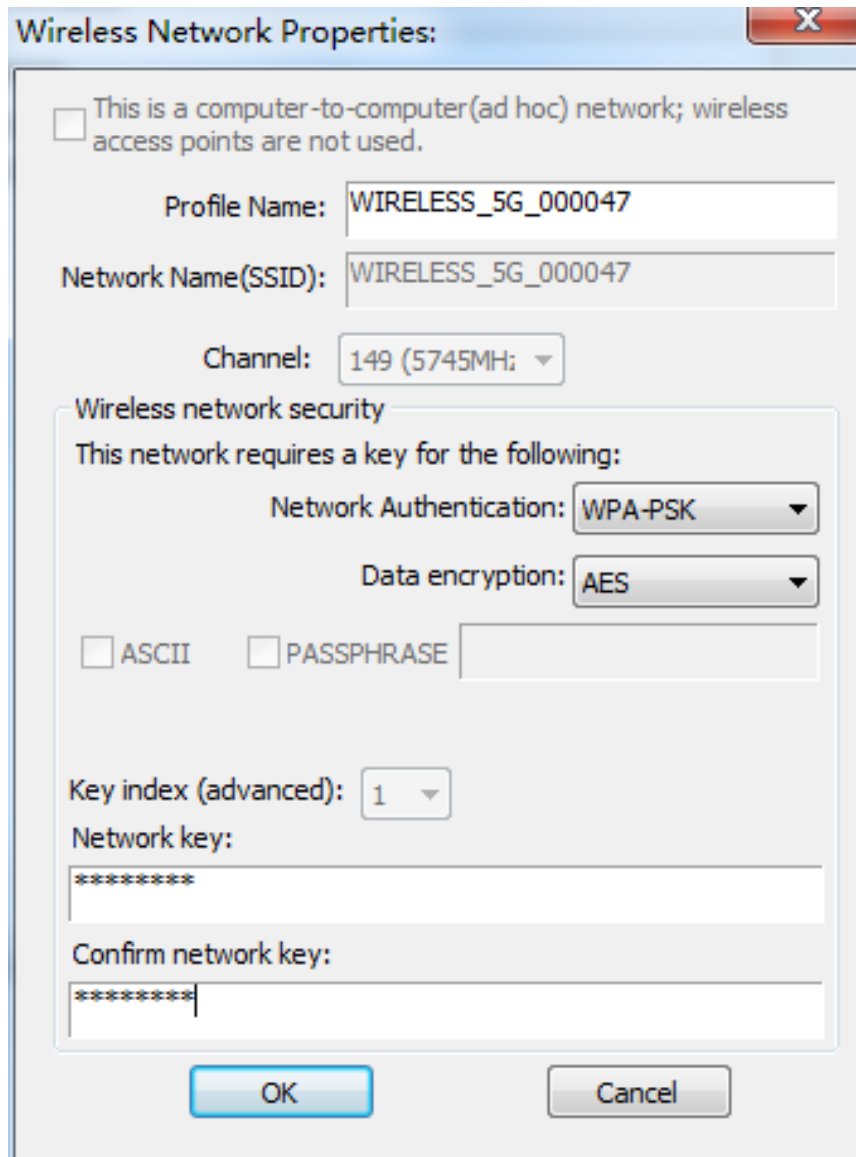 Wireless Network Properties:
This is a computer-to-computer(ad hoc) network; wireless
access points are not used.
Profile Name: WIRELESS_5G_000047
Network Name(SSID): WIRELESS_5G_000047
Channel: 149 (5745MHz
Wireless network security
This network requires a key for the following:
Network Authentication: WPA-PSK
Data encryption: AES
ASCII PASSPHRASE
Key index (advanced): 1
Network key:
********
Confirm network key:
********
OK Cancel